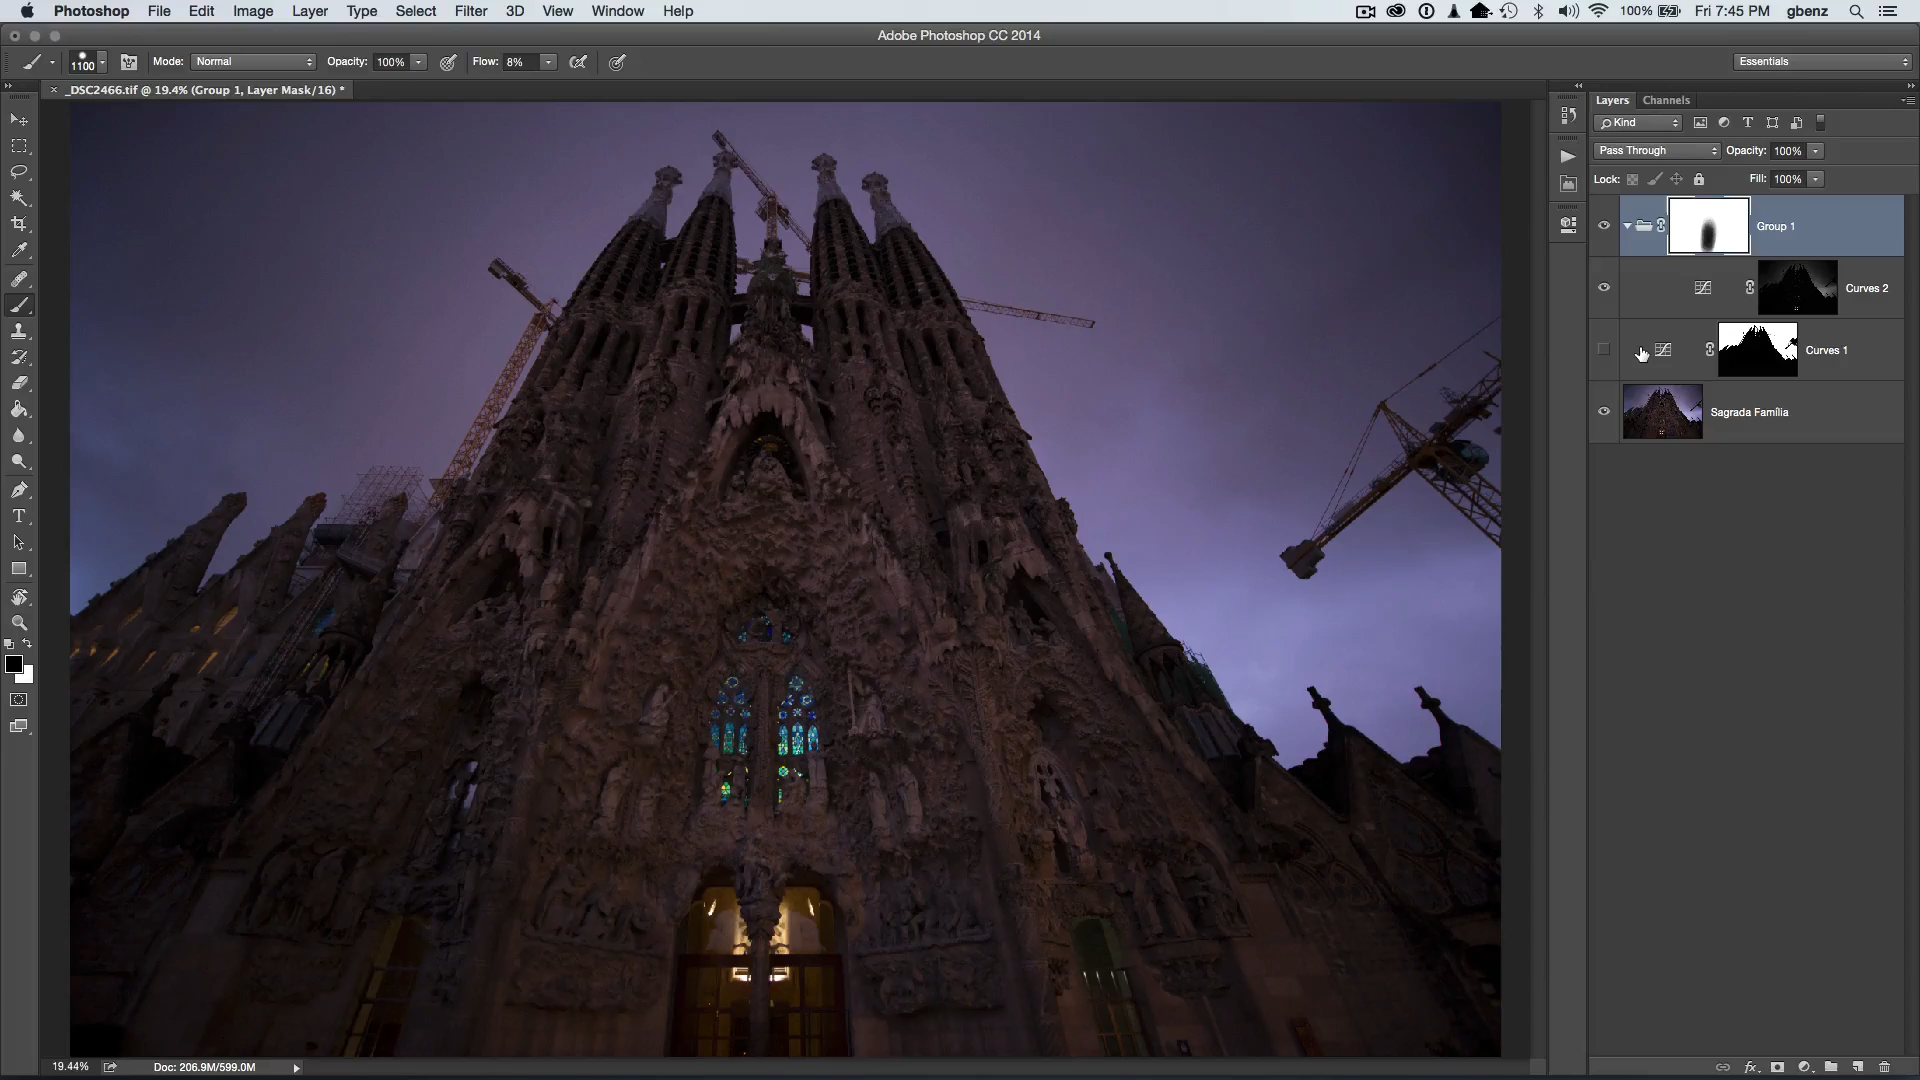 Photoshop File Edit Image Layer Type Select Filter 3D View Window Help 100% Fri 7:45 PM gbenz
Adobe Photoshop CC 2014
1100 Mode: Normal Opacity: 100% Flow: 8% Essentials
_DSC2466.tif @ 19.4% (Group 1, Layer Mask/16) *
Layers Channels
Kind
Pass Through Opacity: 100%
Lock: Fill: 100%
Group 1
Curves 2
Curves 1
Sagrada Família
19.44% Doc: 206.9M/599.0M